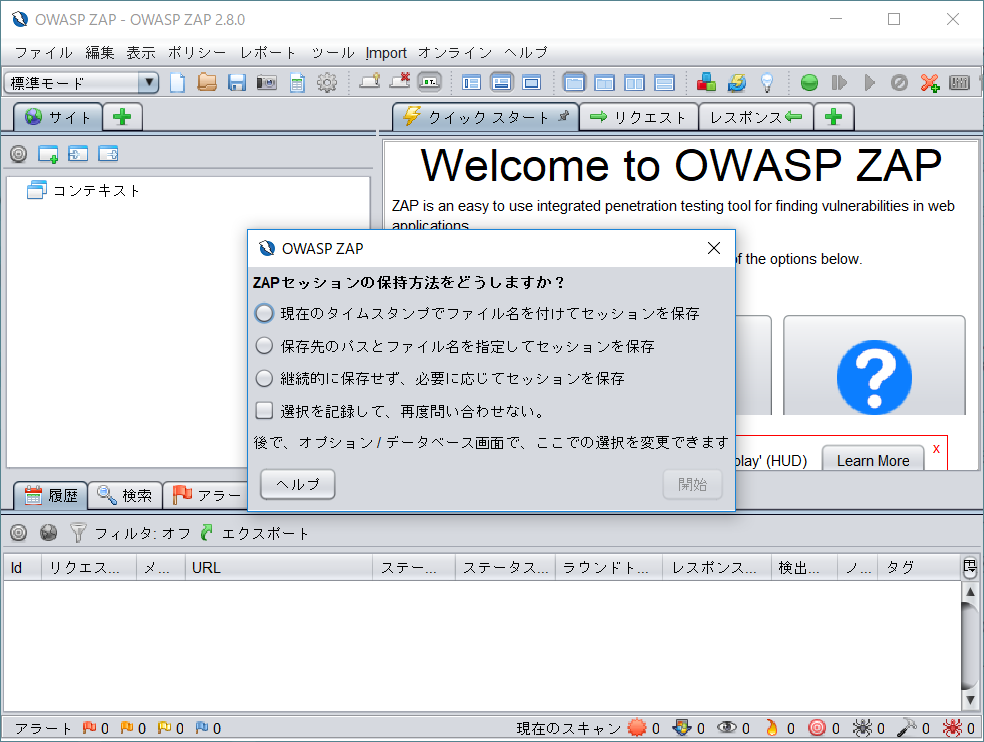 OWASP ZAP - OWASP ZAP 2.8.0
ファイル 編集 表示 ポリシー レポート ツール Import オンライン ヘルプ
標準モード
サイト
クイック スタート リクエスト レスポンス
コンテキスト
Welcome to OWASP ZAP
ZAP is an easy to use integrated penetration testing tool for finding vulnerabilities in web
applications.
of the options below.
OWASP ZAP
ZAPセッションの保持方法をどうしますか？
現在のタイムスタンプでファイル名を付けてセッションを保存
保存先のパスとファイル名を指定してセッションを保存
継続的に保存せず、必要に応じてセッションを保存
選択を記録して、再度問い合わせない。
後で、オプション / データベース画面で、ここでの選択を変更できます
ヘルプ 開始
play' (HUD) Learn More x
履歴 検索 アラー
フィルタ: オフ エクスポート
Id リクエス... メ... URL ステー... ステータス... ラウンドト... レスポンス... 検出... ノ... タグ
アラート 0 0 0 0 現在のスキャン 0 0 0 0 0 0 0 0